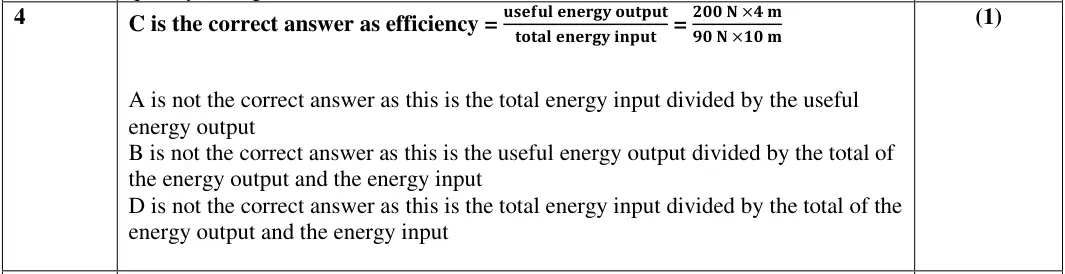 4
C is the correct answer as efficiency = useful energy output / total energy input = 200 N ×4 m / 90 N ×10 m
(1)
A is not the correct answer as this is the total energy input divided by the useful
energy output
B is not the correct answer as this is the useful energy output divided by the total of
the energy output and the energy input
D is not the correct answer as this is the total energy input divided by the total of the
energy output and the energy input